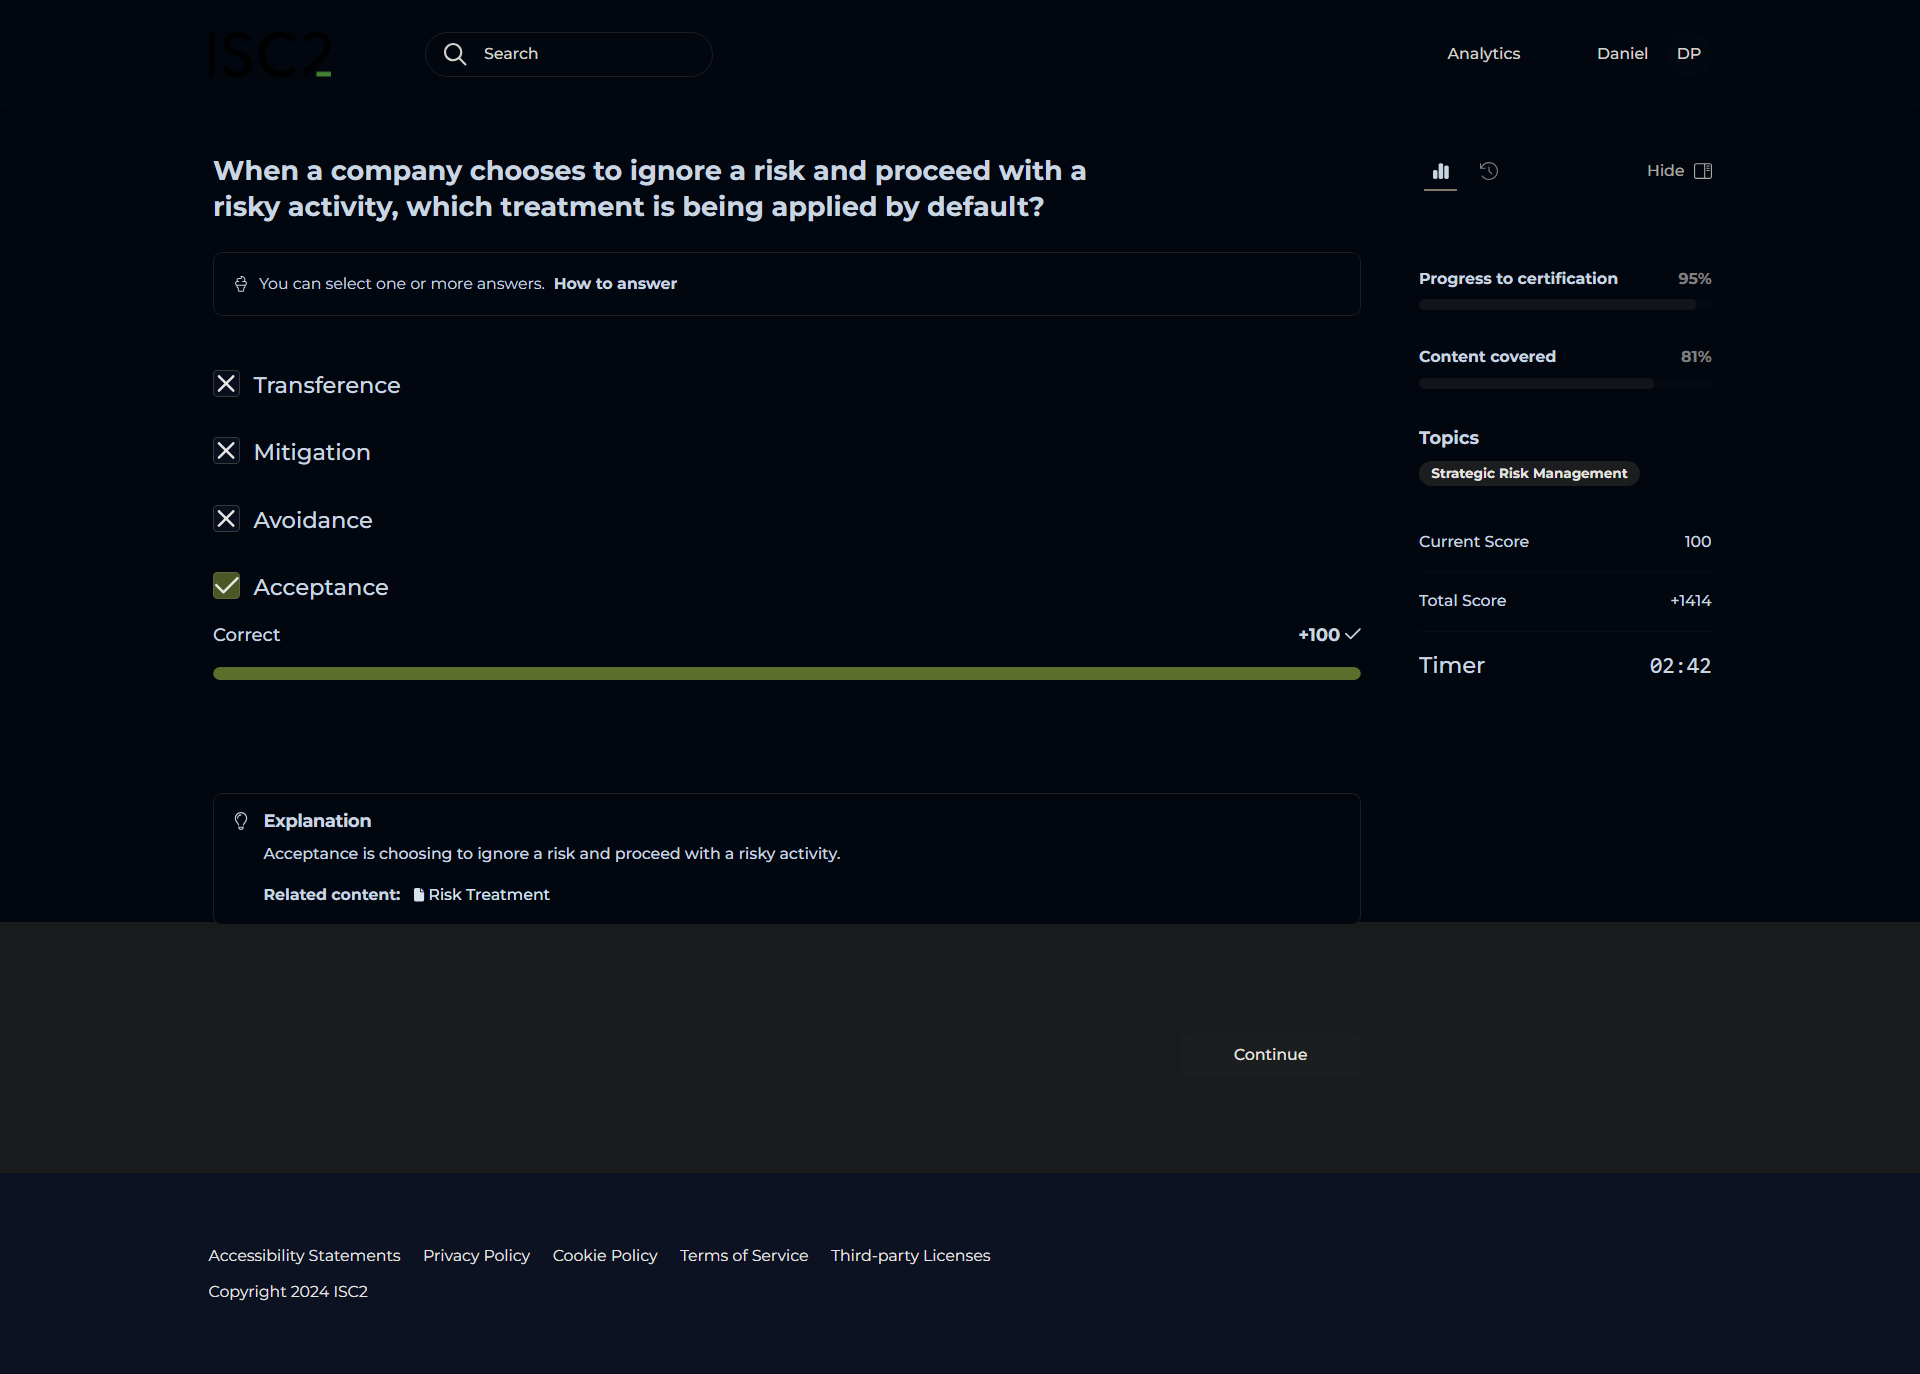 ISC2
Search
Analytics
Daniel DP
When a company chooses to ignore a risk and proceed with a
risky activity, which treatment is being applied by default?
You can select one or more answers. How to answer
Transference
Mitigation
Avoidance
Acceptance
Correct +100
Explanation
Acceptance is choosing to ignore a risk and proceed with a risky activity.
Related content: Risk Treatment
Hide
Progress to certification 95%
Content covered 81%
Topics
Strategic Risk Management
Current Score 100
Total Score +1414
Timer 02:42
Continue
Accessibility Statements Privacy Policy Cookie Policy Terms of Service Third-party Licenses
Copyright 2024 ISC2